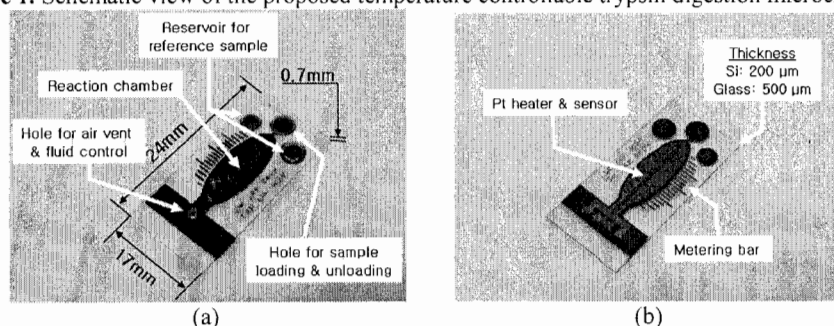 1. Schematic view of the proposed temperature controllable trypsin digestion
Reservoir for
reference sample
Reaction chamber
0.7mm
Hole for air vent
& fluid control
24mm
17mm
Hole for sample
loading & unloading
(a)
Thickness
Si: 200 μm
Glass: 500 μm
Pt heater & sensor
Metering bar
(b)